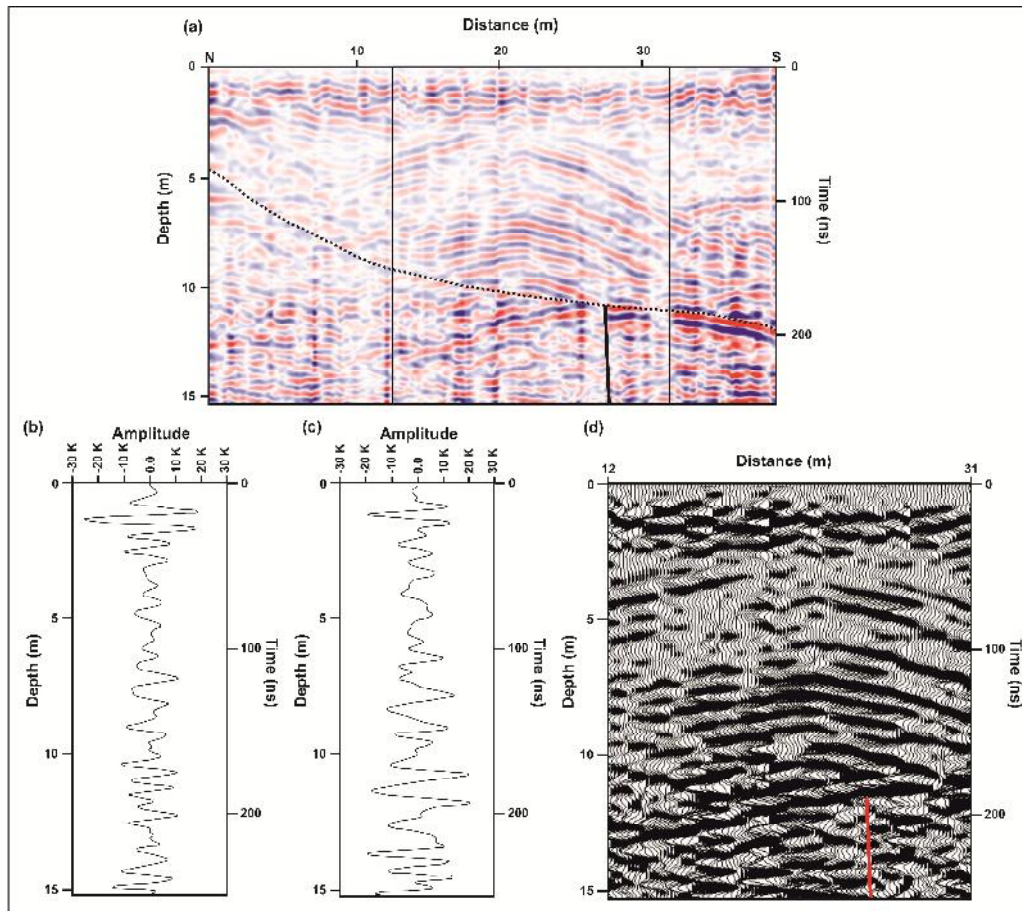 (a)
Distance (m)
N 10 20 30 S
0 0
5
100
10
200
15
Depth (m)
Time (ns)
(b)
Amplitude
-30 K -20 K -10 K 0.0 10 K 20 K 30 K
0 0
5
100
10
200
15
Depth (m)
Time (ns)
(c)
Amplitude
-30 K -20 K -10 K 0.0 10 K 20 K 30 K
0 0
5
100
10
200
15
Depth (m)
Time (ns)
(d)
Distance (m)
12 31
0 0
5
100
10
200
15
Depth (m)
Time (ns)